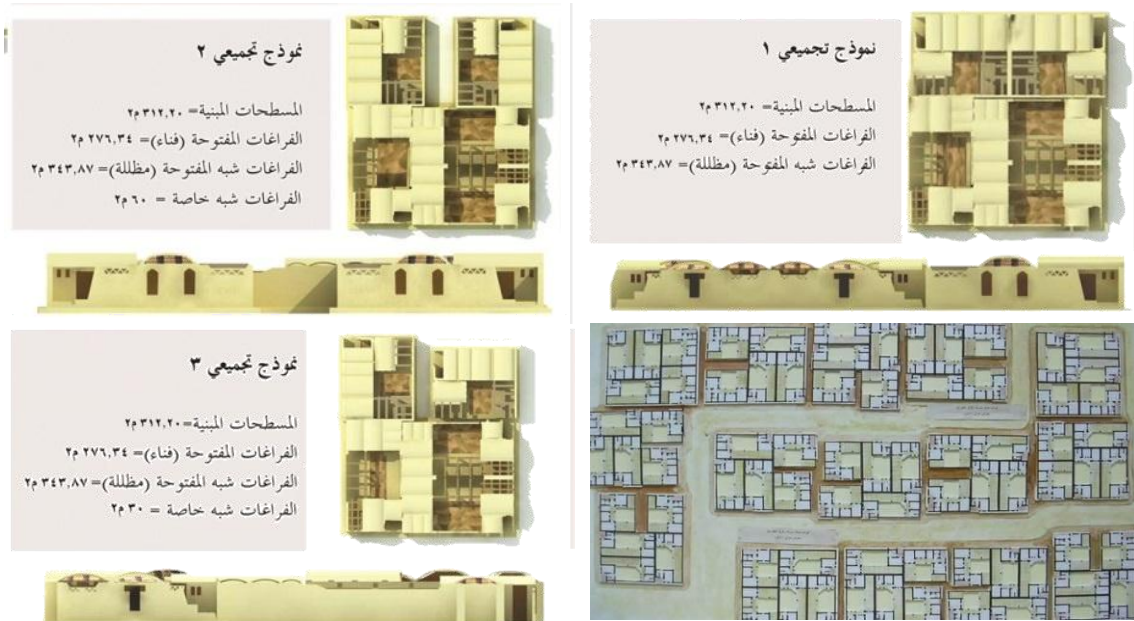 نموذج تجميعي ١
المسطحات المبنية= ٣١٢,٢٠ م٢
الفراغات المفتوحة (فناء)= ٢٧٦,٣٤ م٢
الفراغات شبه المفتوحة (مظللة)= ٣٤٣,٨٧ م٢
نموذج تجميعي ٢
المسطحات المبنية= ٣١٢,٢٠ م٢
الفراغات المفتوحة (فناء)= ٢٧٦,٣٤ م٢
الفراغات شبه المفتوحة (مظللة)= ٣٤٣,٨٧ م٢
الفراغات شبه خاصة = ٦٠ م٢
نموذج تجميعي ٣
المسطحات المبنية=٣١٢,٢٠ م٢
الفراغات المفتوحة (فناء)= ٢٧٦,٣٤ م٢
الفراغات شبه المفتوحة (مظللة)= ٣٤٣,٨٧ م٢
الفراغات شبه خاصة = ٣٠ م٢